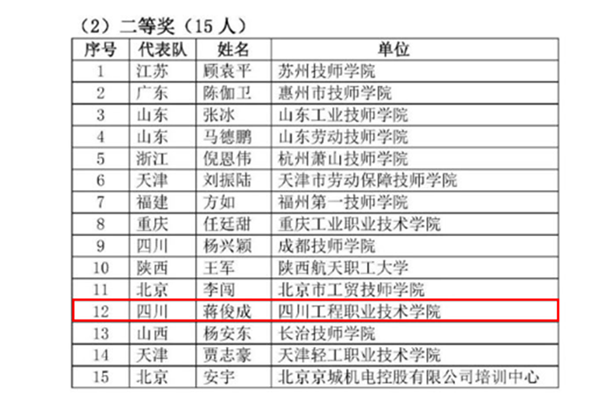 （2）二等奖（15 人）
序号 代表队 姓名 单位
1 江苏 顾袁平 苏州技师学院
2 广东 陈伽卫 惠州市技师学院
3 山东 张冰 山东工业技师学院
4 山东 马德鹏 山东劳动技师学院
5 浙江 倪恩伟 杭州萧山技师学院
6 天津 刘振陆 天津市劳动保障技师学院
7 福建 方如 福州第一技师学院
8 重庆 任廷甜 重庆工业职业技术学院
9 四川 杨兴颖 成都技师学院
10 陕西 王军 陕西航天职工大学
11 北京 李闯 北京市工贸技师学院
12 四川 蒋俊成 四川工程职业技术学院
13 山西 杨安东 长治技师学院
14 天津 贾志豪 天津轻工职业技术学院
15 北京 安宇 北京京城机电控股有限公司培训中心